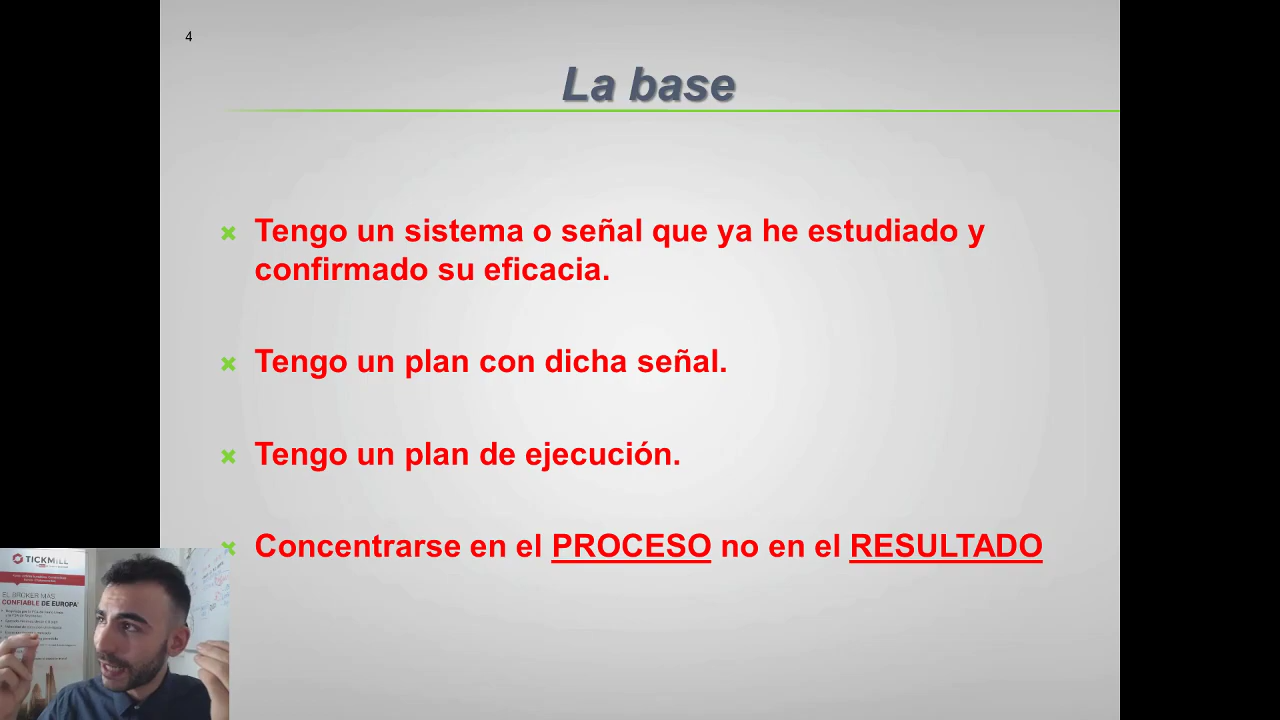 4
La base
Tengo un sistema o señal que ya he estudiado y
confirmado su eficacia.
Tengo un plan con dicha señal.
Tengo un plan de ejecución.
Concentrarse en el PROCESO no en el RESULTADO
TICKMILL
EL BRÓKER MÁS
CONFIABLE DE EUROPA*